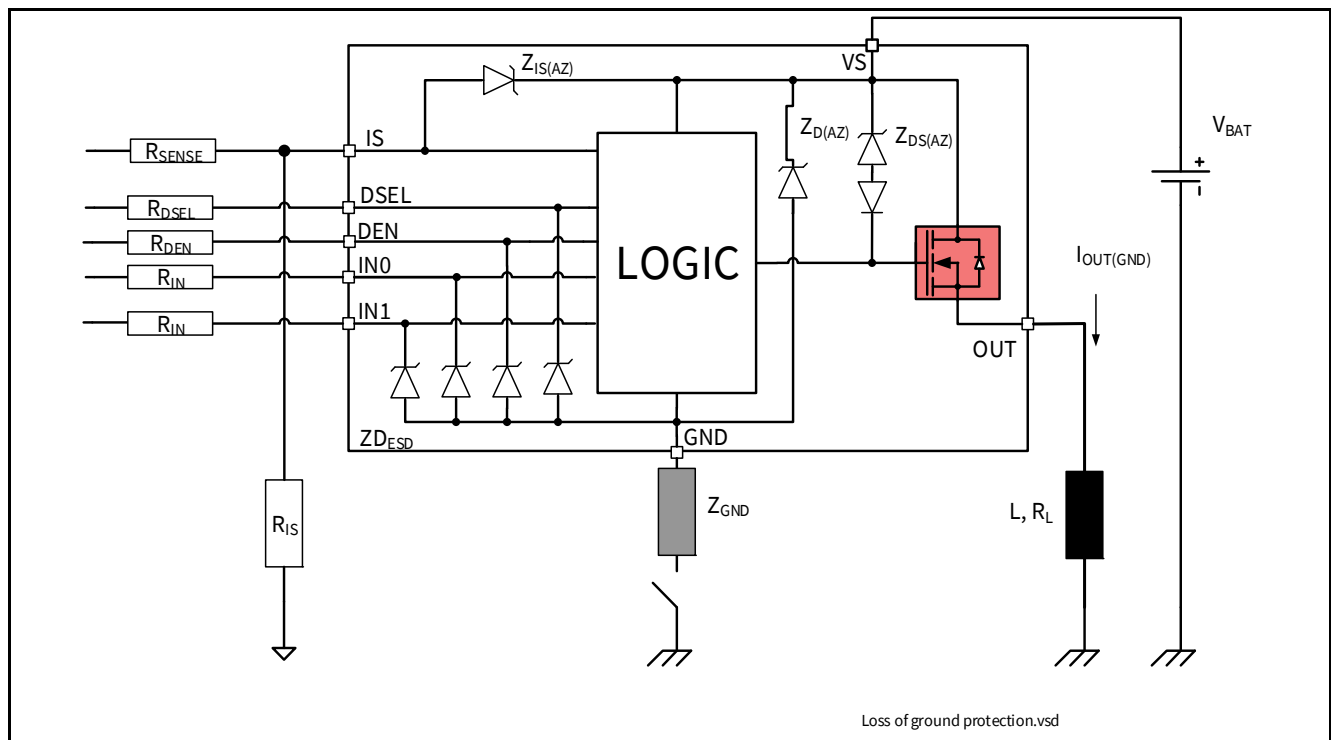 Z_IS(AZ)
VS
Z_D(AZ)
Z_DS(AZ)
V_BAT
+
-
IS
R_SENSE
DSEL
R_DSEL
DEN
R_DEN
IN0
R_IN
IN1
R_IN
LOGIC
I_OUT(GND)
OUT
ZD_ESD
GND
Z_GND
R_IS
L, R_L
Loss of ground protection.vsd